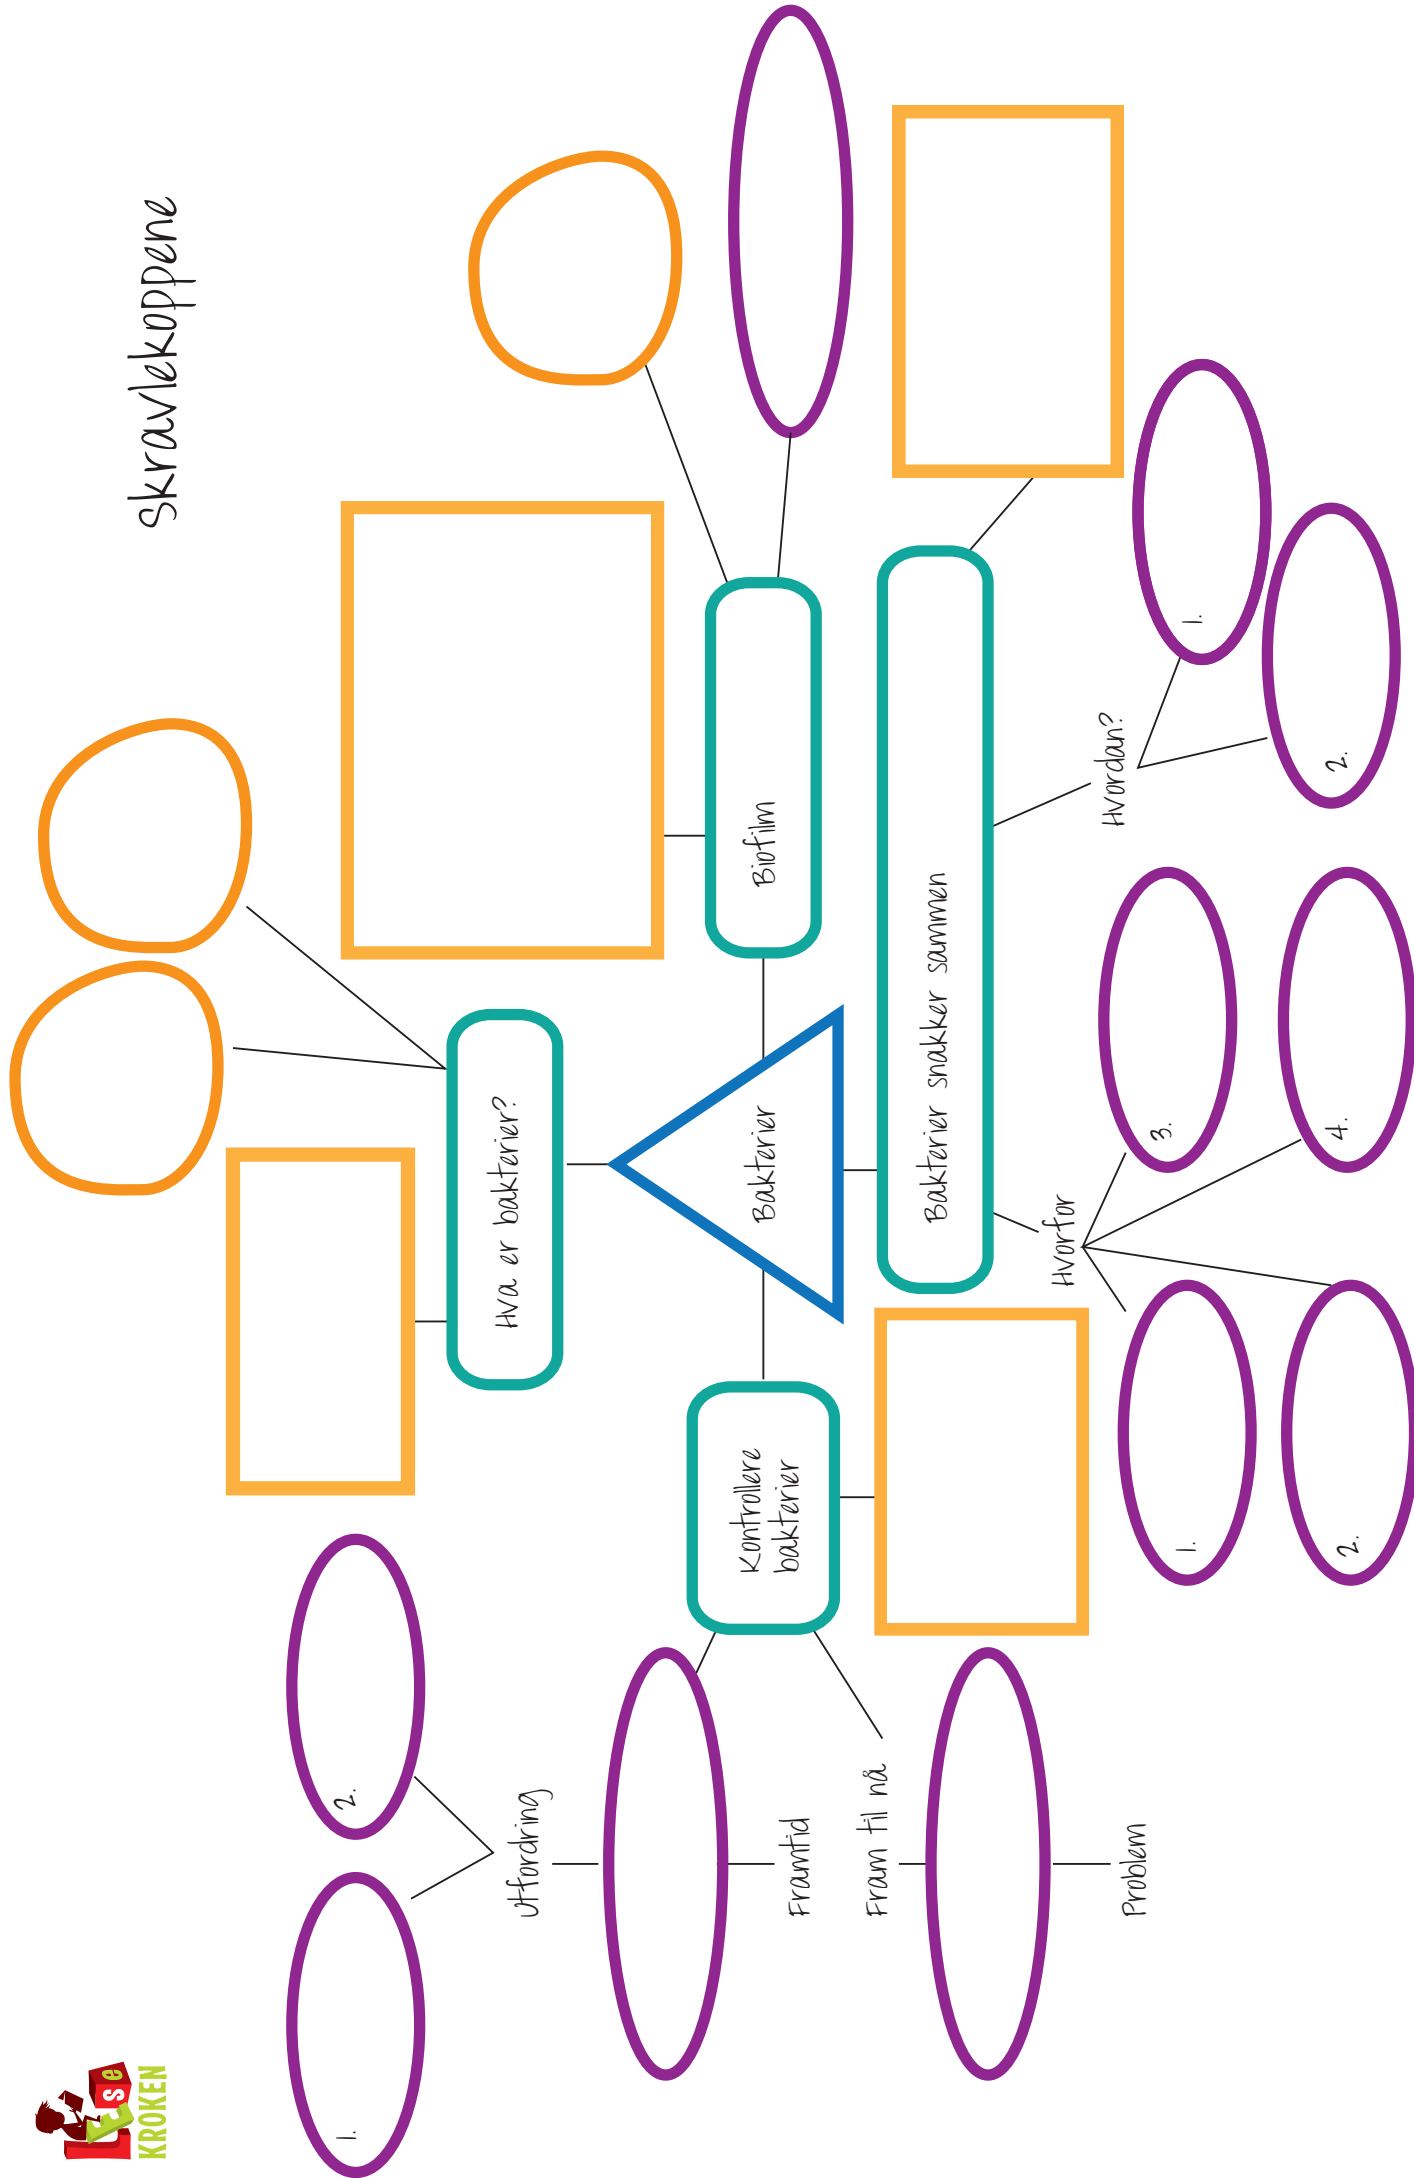 Skravlekoppene
Lese
KROKEN
1.
2.
Utfordring
Framtid
Fram til nå
Problem
Kontrollere
bakterier
Hva er bakterier?
Bakterier
Biofilm
Bakterier snakker sammen
Hvorfor
1.
2.
3.
4.
Hvordan?
1.
2.